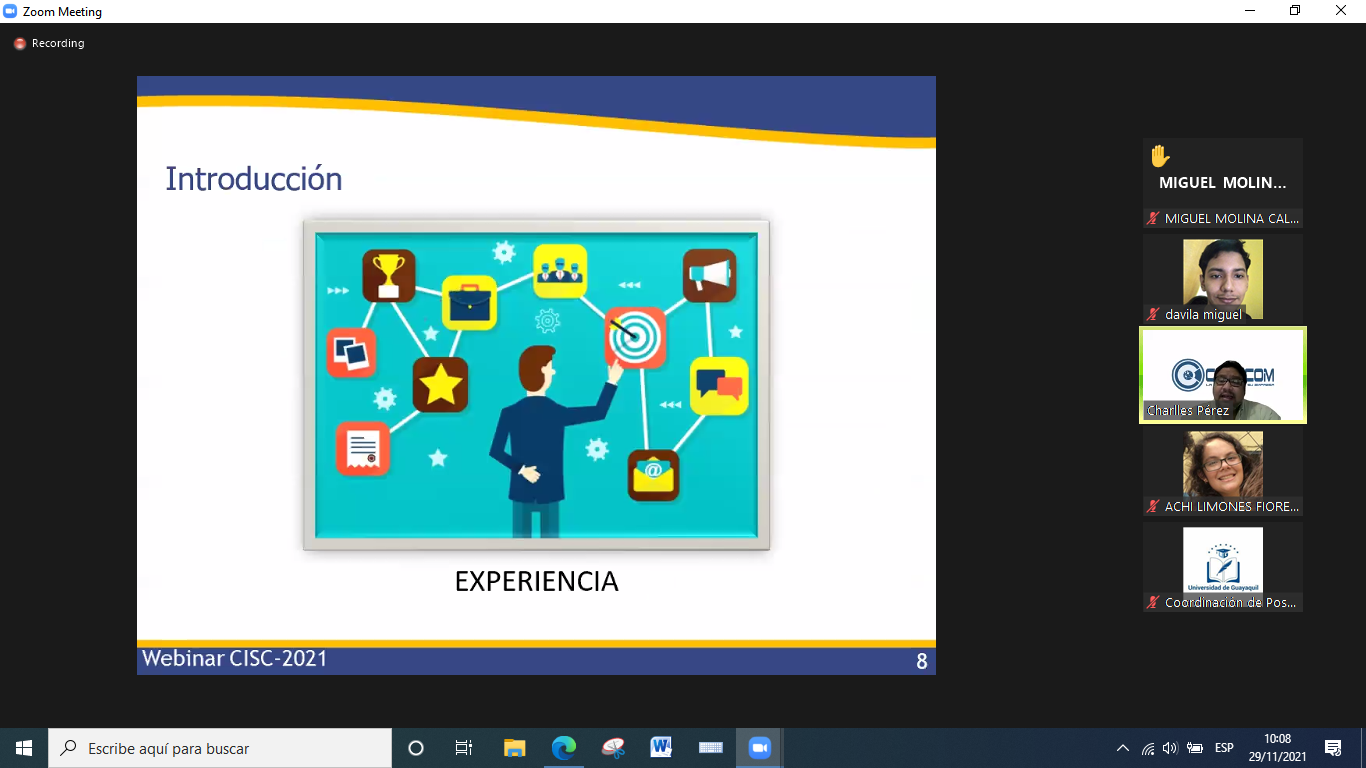 Zoom Meeting
Recording
Introducción
EXPERIENCIA
Webinar CISC-2021
8
MIGUEL MOLIN...
MIGUEL MOLINA CAL...
davila miguel
Charlles Pérez
ACHI LIMONES FIORE...
Universidad de Guayaquil
Coordinación de Pos...
Escribe aquí para buscar
ESP
10:08
29/11/2021